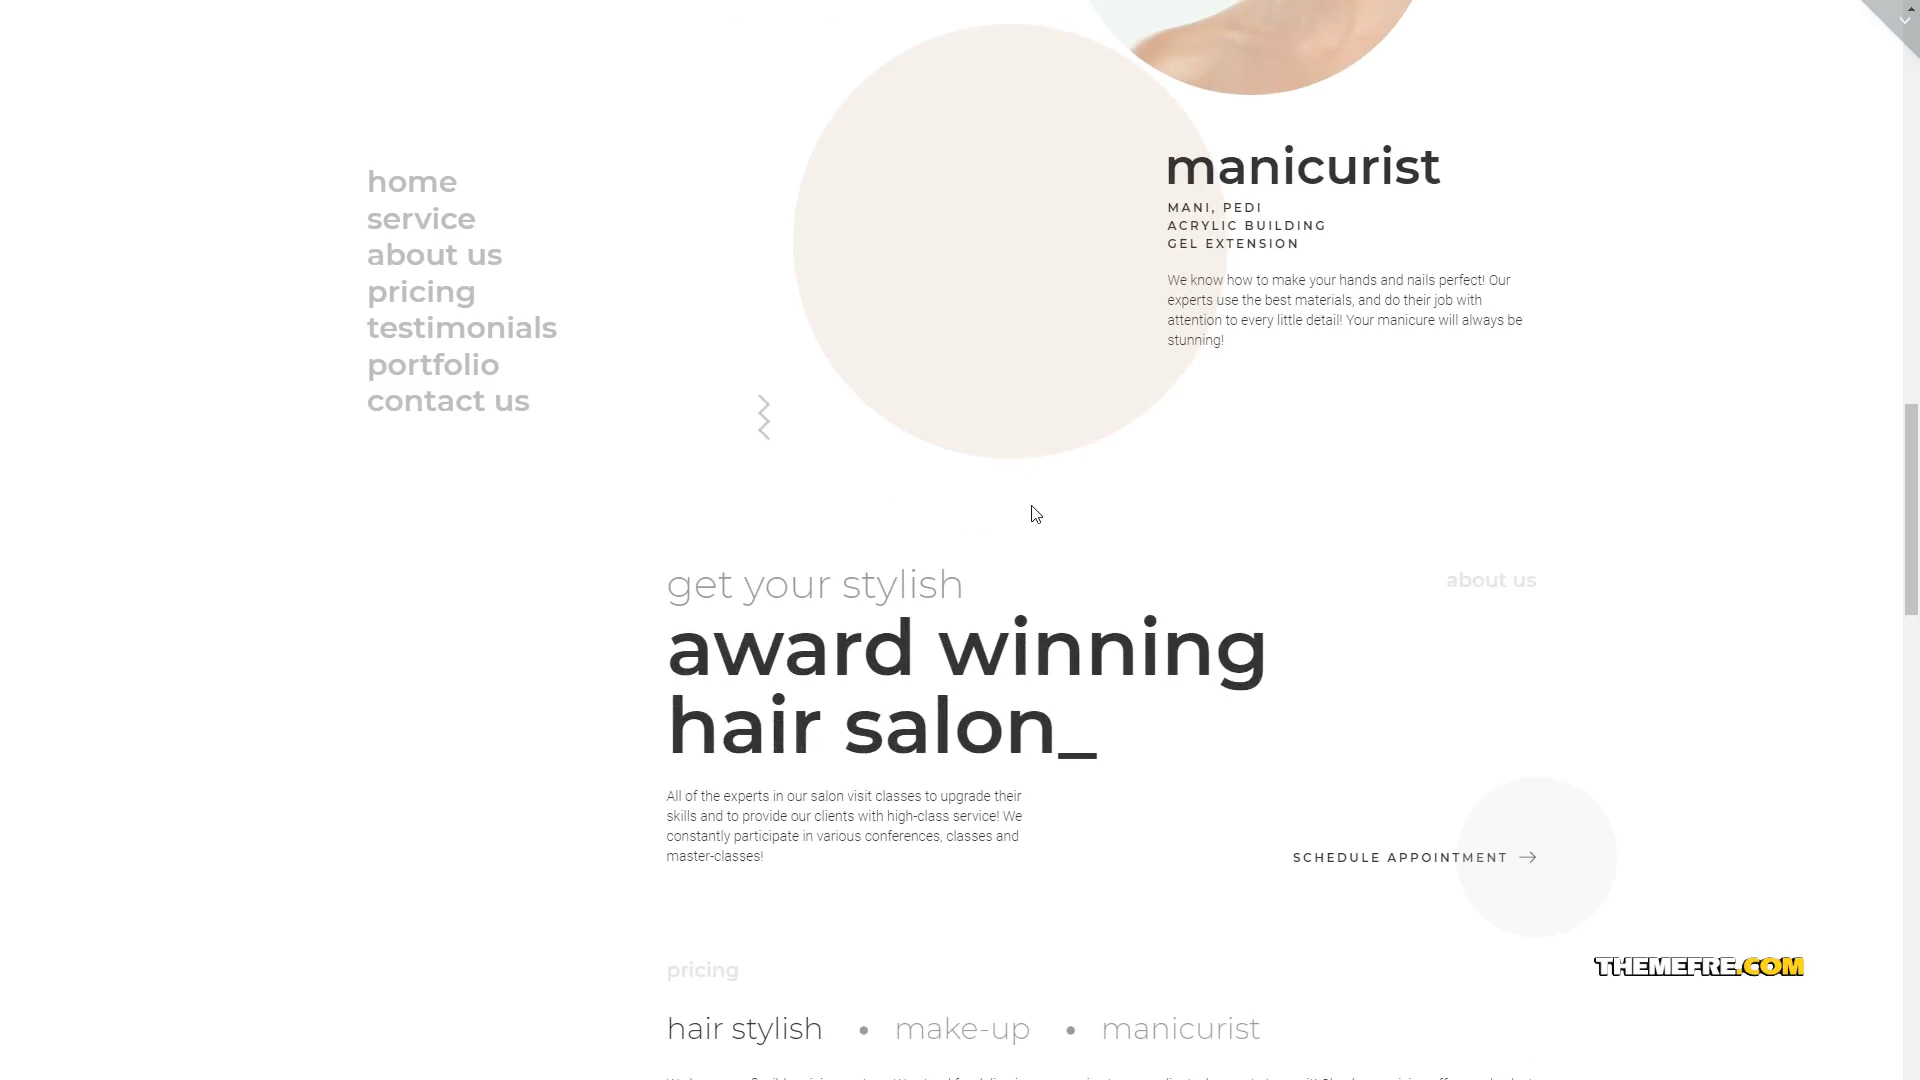 home
service
about us
pricing
testimonials
portfolio
contact us
manicurist
MANI, PEDI
ACRYLIC BUILDING
GEL EXTENSION
We know how to make your hands and nails perfect! Our
experts use the best materials, and do their job with
attention to every little detail! Your manicure will always be
stunning!
get your stylish
about us
award winning
hair salon_
All of the experts in our salon visit classes to upgrade their
skills and to provide our clients with high-class service! We
constantly participate in various conferences, classes and
master-classes!
SCHEDULE APPOINTMENT
THEMEFRE.COM
pricing
hair stylish • make-up • manicurist